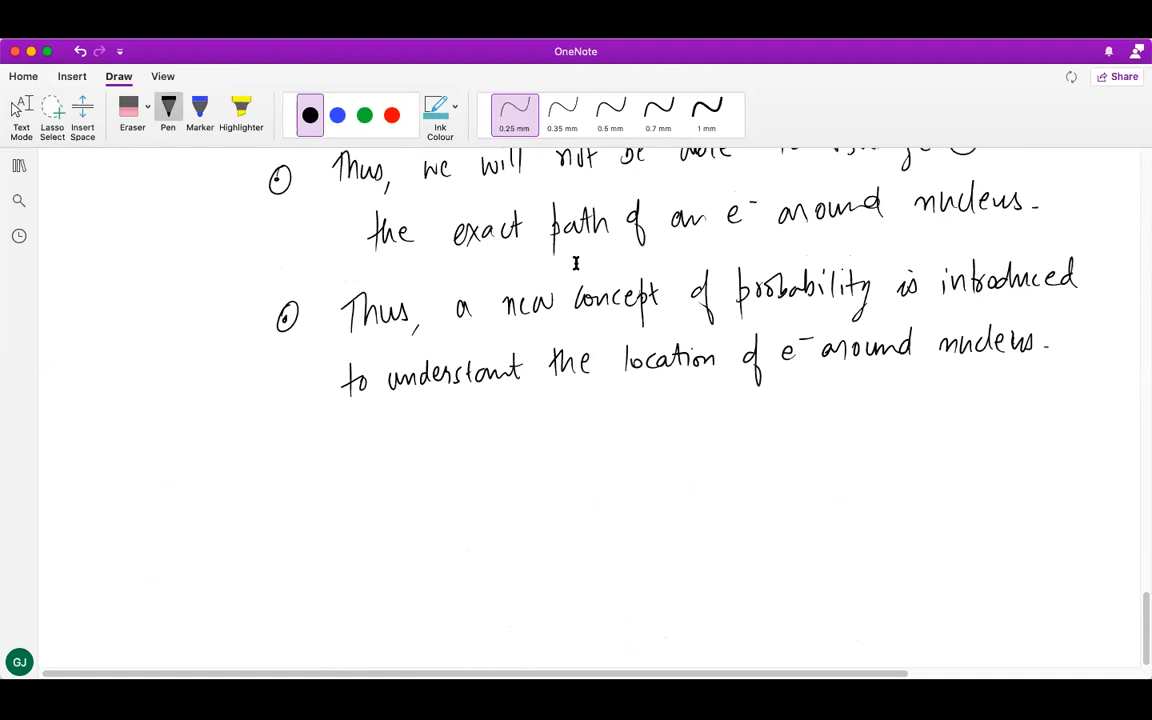 OneNote
Home Insert Draw View
Share
Text Mode
Lasso Select
Insert Space
Eraser
Pen
Marker
Highlighter
Ink Colour
0.25 mm
0.35 mm
0.5 mm
0.7 mm
1 mm
Thus, we will not be able to
the exact path of an e⁻ around nucleus.
Thus, a new concept of probability is introduced
to understant the location of e⁻ around nucleus.
GJ